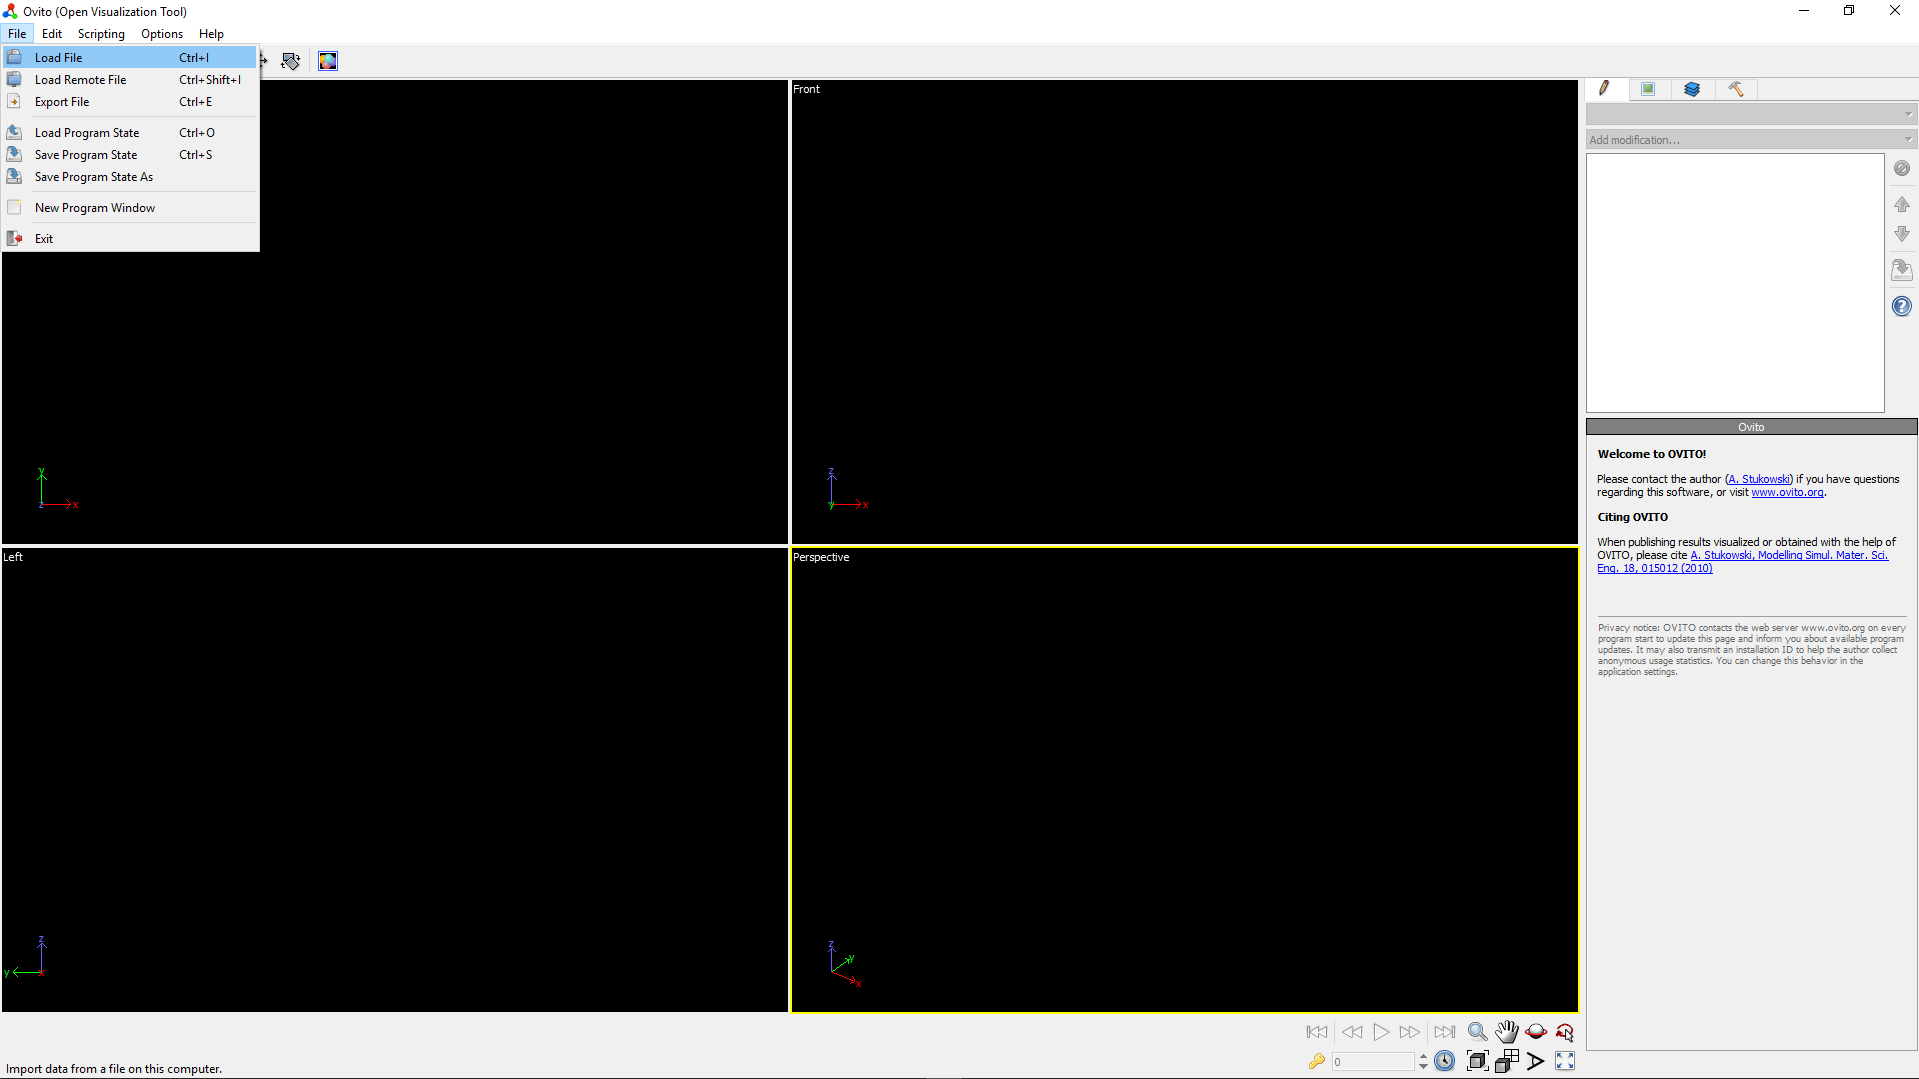 Ovito (Open Visualization Tool)
File Edit Scripting Options Help
Load File Ctrl+I
Load Remote File Ctrl+Shift+I
Export File Ctrl+E
Load Program State Ctrl+O
Save Program State Ctrl+S
Save Program State As
New Program Window
Exit
Front
y
z x
z
y x
Left
Perspective
z
y x
z
y
x
Add modification...
Ovito
Welcome to OVITO!
Please contact the author (A. Stukowski) if you have questions
regarding this software, or visit www.ovito.org.
Citing OVITO
When publishing results visualized or obtained with the help of
OVITO, please cite A. Stukowski, Modelling Simul. Mater. Sci.
Eng. 18, 015012 (2010)
Privacy notice: OVITO contacts the web server www.ovito.org on every
program start to update this page and inform you about available program
updates. It may also transmit an installation ID to help the author collect
anonymous usage statistics. You can change this behavior in the
application settings.
0
Import data from a file on this computer.